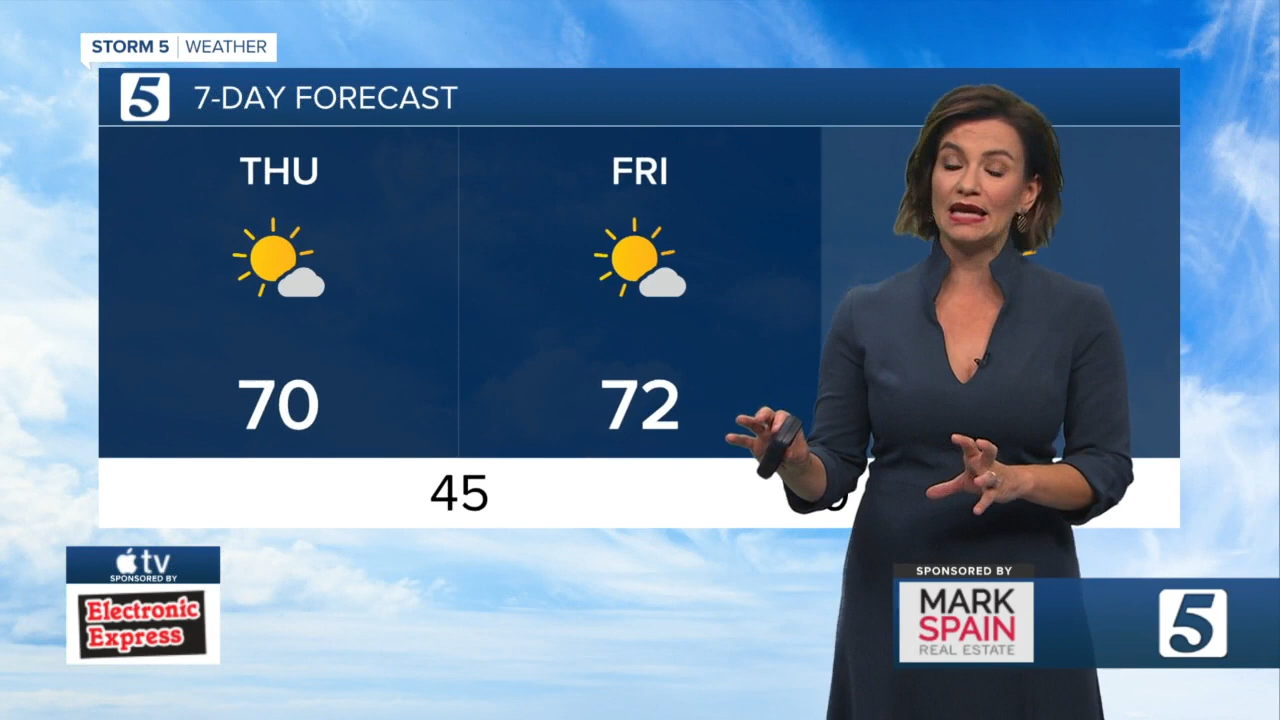 STORM 5 WEATHER
5 7-DAY FORECAST
THU FRI
70 72
45
tv
SPONSORED BY
Electronic
Express
SPONSORED BY
MARK
SPAIN
REAL ESTATE
5